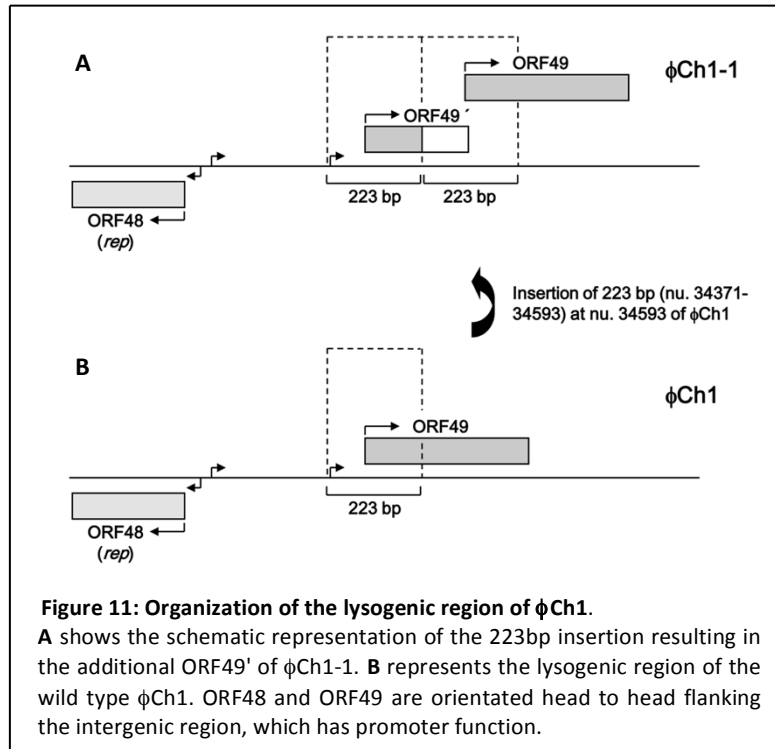 A
ORF49
ϕCh1-1
ORF49 ´
223 bp
223 bp
ORF48
(rep)
Insertion of 223 bp (nu. 34371-
34593) at nu. 34593 of ϕCh1
B
ϕCh1
ORF49
223 bp
ORF48
(rep)
Figure 11: Organization of the lysogenic region of ϕCh1.
A shows the schematic representation of the 223bp insertion resulting in
the additional ORF49' of ϕCh1-1. B represents the lysogenic region of the
wild type ϕCh1. ORF48 and ORF49 are orientated head to head flanking
the intergenic region, which has promoter function.